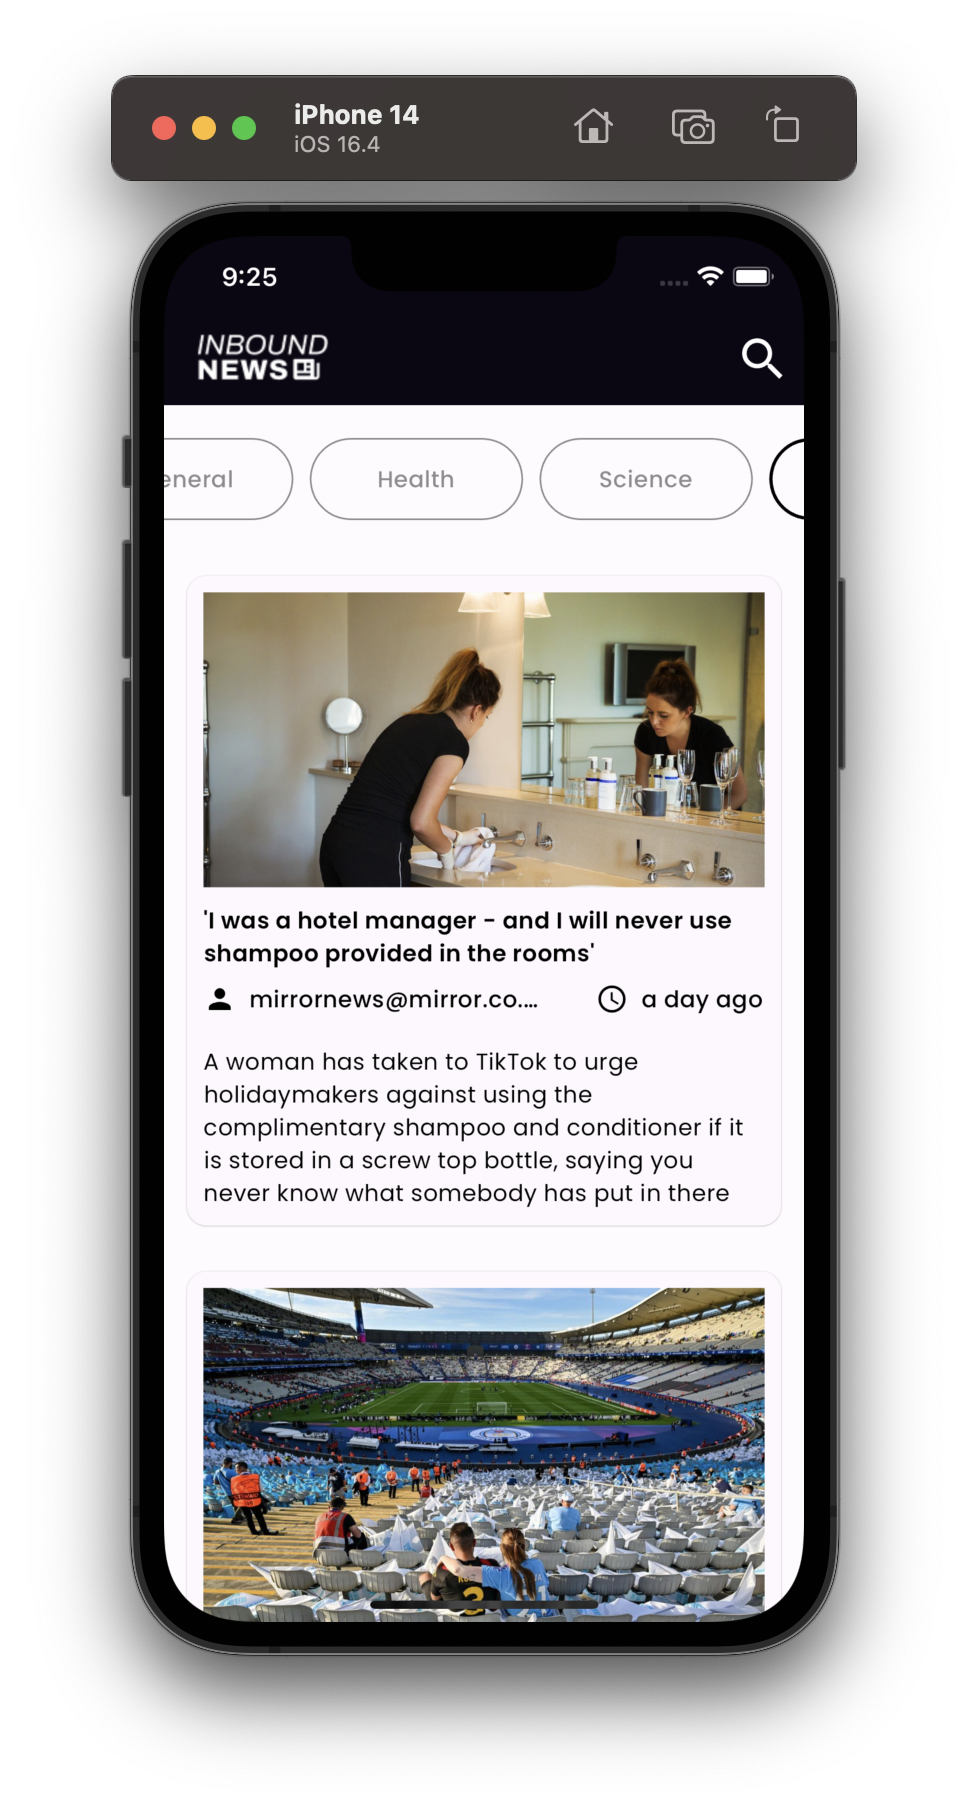 iPhone 14
iOS 16.4
9:25
INBOUND
NEWS
eneral
Health
Science
'I was a hotel manager - and I will never use
shampoo provided in the rooms'
mirrornews@mirror.co....
a day ago
A woman has taken to TikTok to urge
holidaymakers against using the
complimentary shampoo and conditioner if it
is stored in a screw top bottle, saying you
never know what somebody has put in there